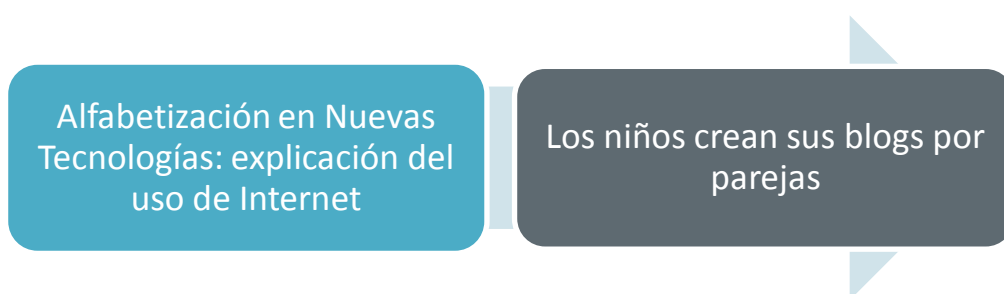 Alfabetización en Nuevas
Tecnologías: explicación del
uso de Internet
Los niños crean sus blogs por
parejas